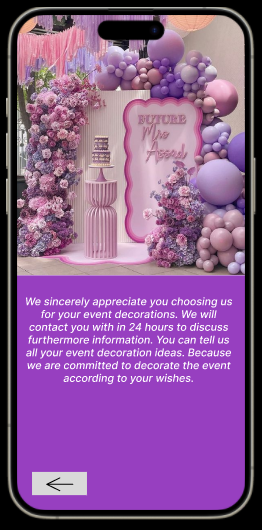 FUTURE
Mrs
Assad
We sincerely appreciate you choosing us
for your event decorations. We will
contact you with in 24 hours to discuss
furthermore information. You can tell us
all your event decoration ideas. Because
we are committed to decorate the event
according to your wishes.